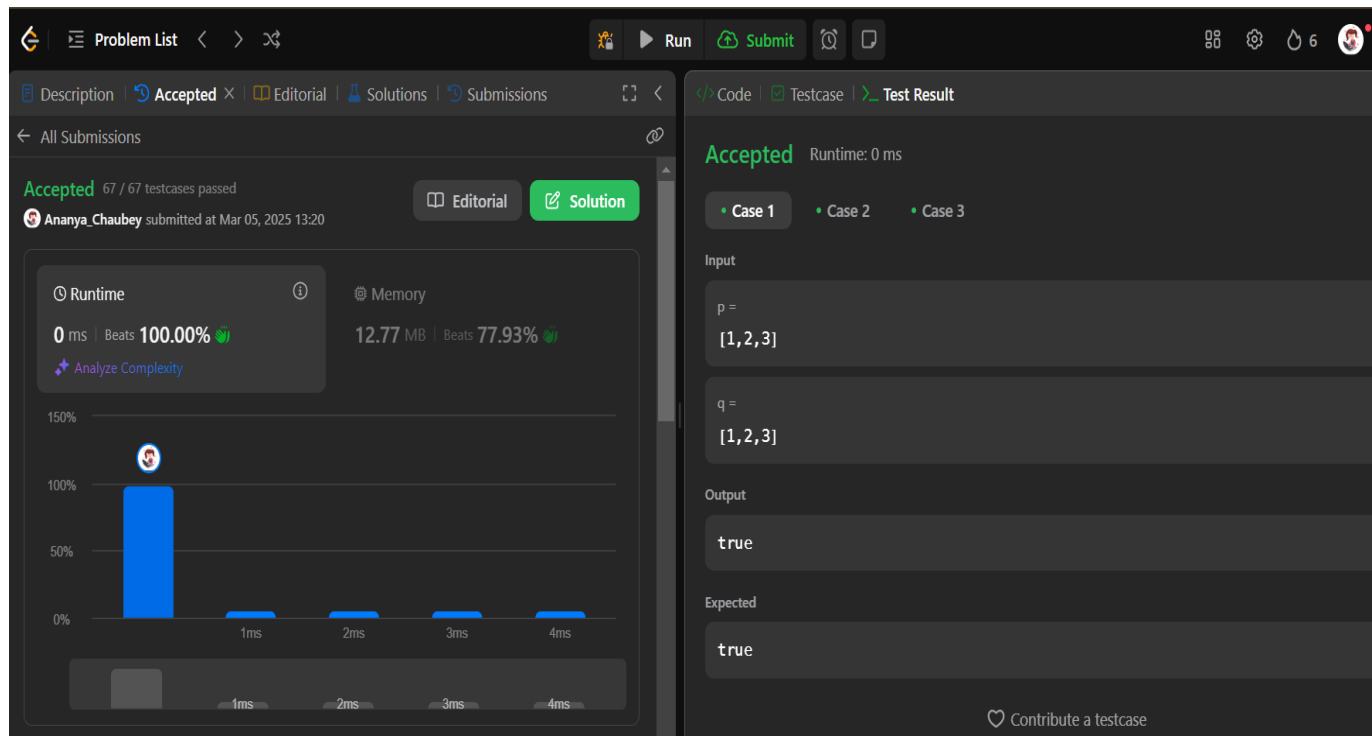 Problem List
Run
Submit
6
Description
Accepted
Editorial
Solutions
Submissions
All Submissions
Accepted 67 / 67 testcases passed
Ananya_Chaubey submitted at Mar 05, 2025 13:20
Editorial
Solution
Runtime
0 ms | Beats 100.00%
Analyze Complexity
Memory
12.77 MB | Beats 77.93%
150%
100%
50%
0%
1ms 2ms 3ms 4ms
1ms 2ms 3ms 4ms
</> Code
Testcase
>_ Test Result
Accepted Runtime: 0 ms
• Case 1 • Case 2 • Case 3
Input
p =
[1,2,3]
q =
[1,2,3]
Output
true
Expected
true
Contribute a testcase